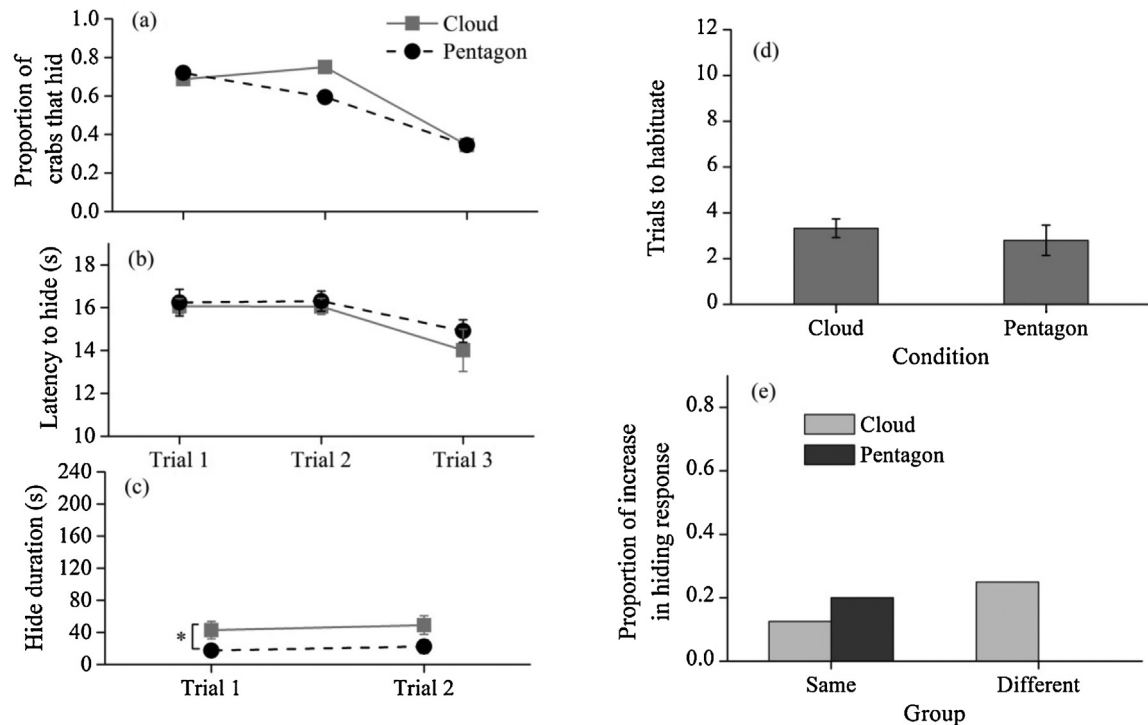 (a)
Cloud
Pentagon
Proportion of
crabs that hid
1.0
0.8
0.6
0.4
0.2
0.0
(b)
Latency to hide (s)
18
16
14
12
10
Trial 1
Trial 2
Trial 3
(c)
Hide duration (s)
240
200
160
120
80
40
0
*
Trial 1
Trial 2
(d)
Trials to habituate
12
10
8
6
4
2
0
Cloud
Pentagon
Condition
(e)
Cloud
Pentagon
Proportion of increase
in hiding response
0.8
0.6
0.4
0.2
0
Same
Different
Group